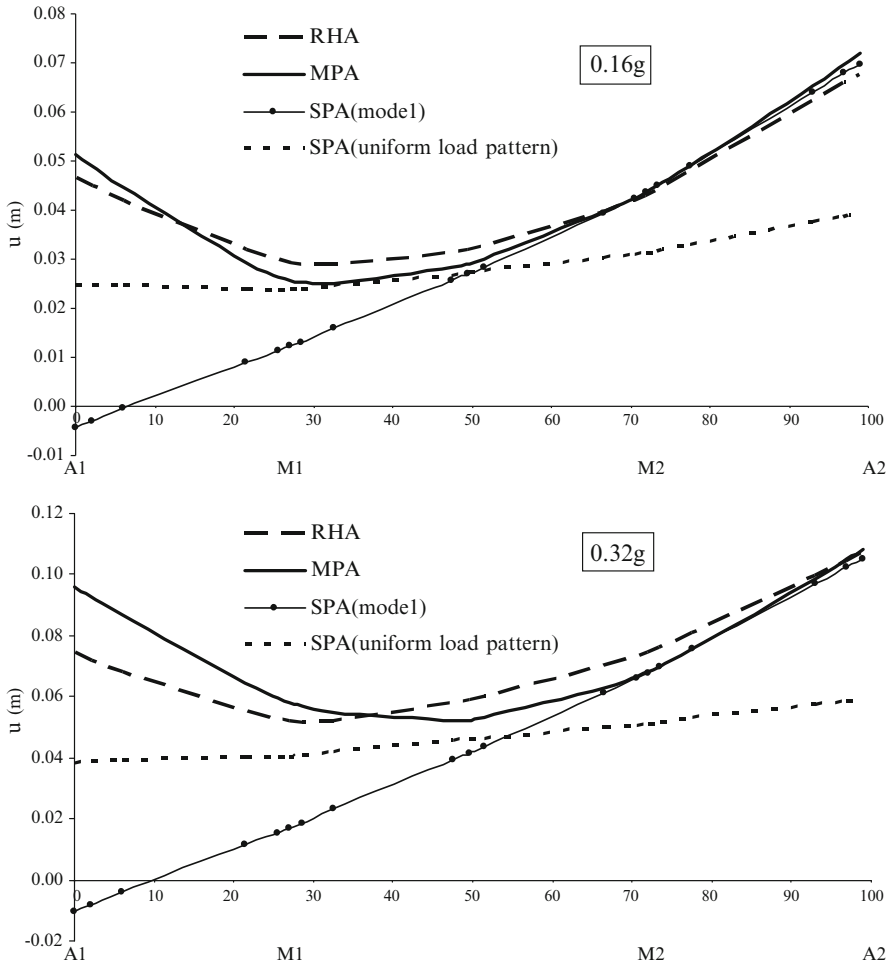 0.08
0.07
0.06
0.05
0.04
0.03
0.02
0.01
0.00
-0.01
u (m)
RHA
MPA
SPA(mode1)
SPA(uniform load pattern)
0.16g
0 10 20 30 40 50 60 70 80 90 100
A1 M1 M2 A2
0.12
0.10
0.08
0.06
0.04
0.02
0.00
-0.02
u (m)
RHA
MPA
SPA(mode1)
SPA(uniform load pattern)
0.32g
0 10 20 30 40 50 60 70 80 90 100
A1 M1 M2 A2